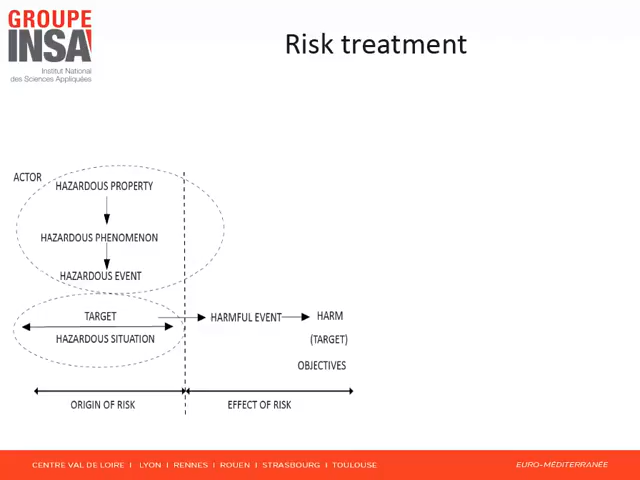 GROUPE
INSA
Institut National
des Sciences Appliquées
Risk treatment
ACTOR
HAZARDOUS PROPERTY
HAZARDOUS PHENOMENON
HAZARDOUS EVENT
TARGET
HARMFUL EVENT
HARM
HAZARDOUS SITUATION
(TARGET)
OBJECTIVES
ORIGIN OF RISK
EFFECT OF RISK
CENTRE VAL DE LOIRE I LYON I RENNES I ROUEN I STRASBOURG I TOULOUSE
EURO-MÉDITERRANÉE